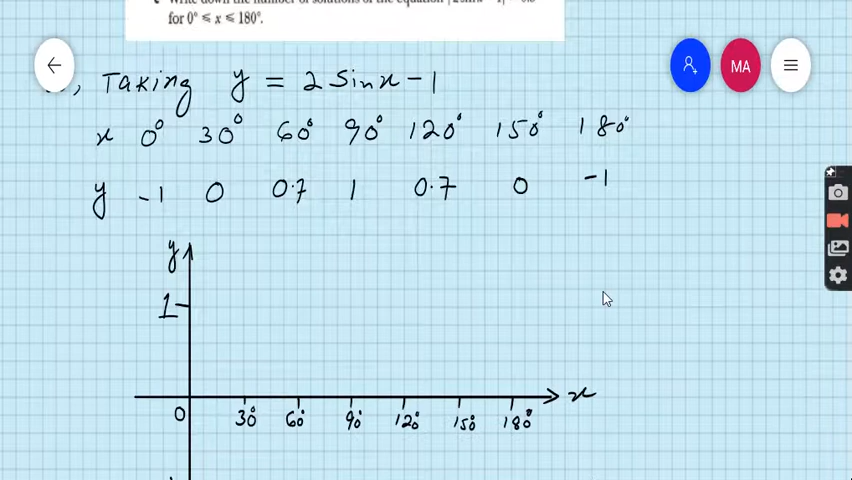 for 0° ⩽ x ⩽ 180°.
, Taking y = 2 sinx - 1
x 0° 30° 60° 90° 120° 150° 180°
y -1 0 0.7 1 0.7 0 -1
MA
y
1
0 30° 60° 90° 120° 150° 180° x